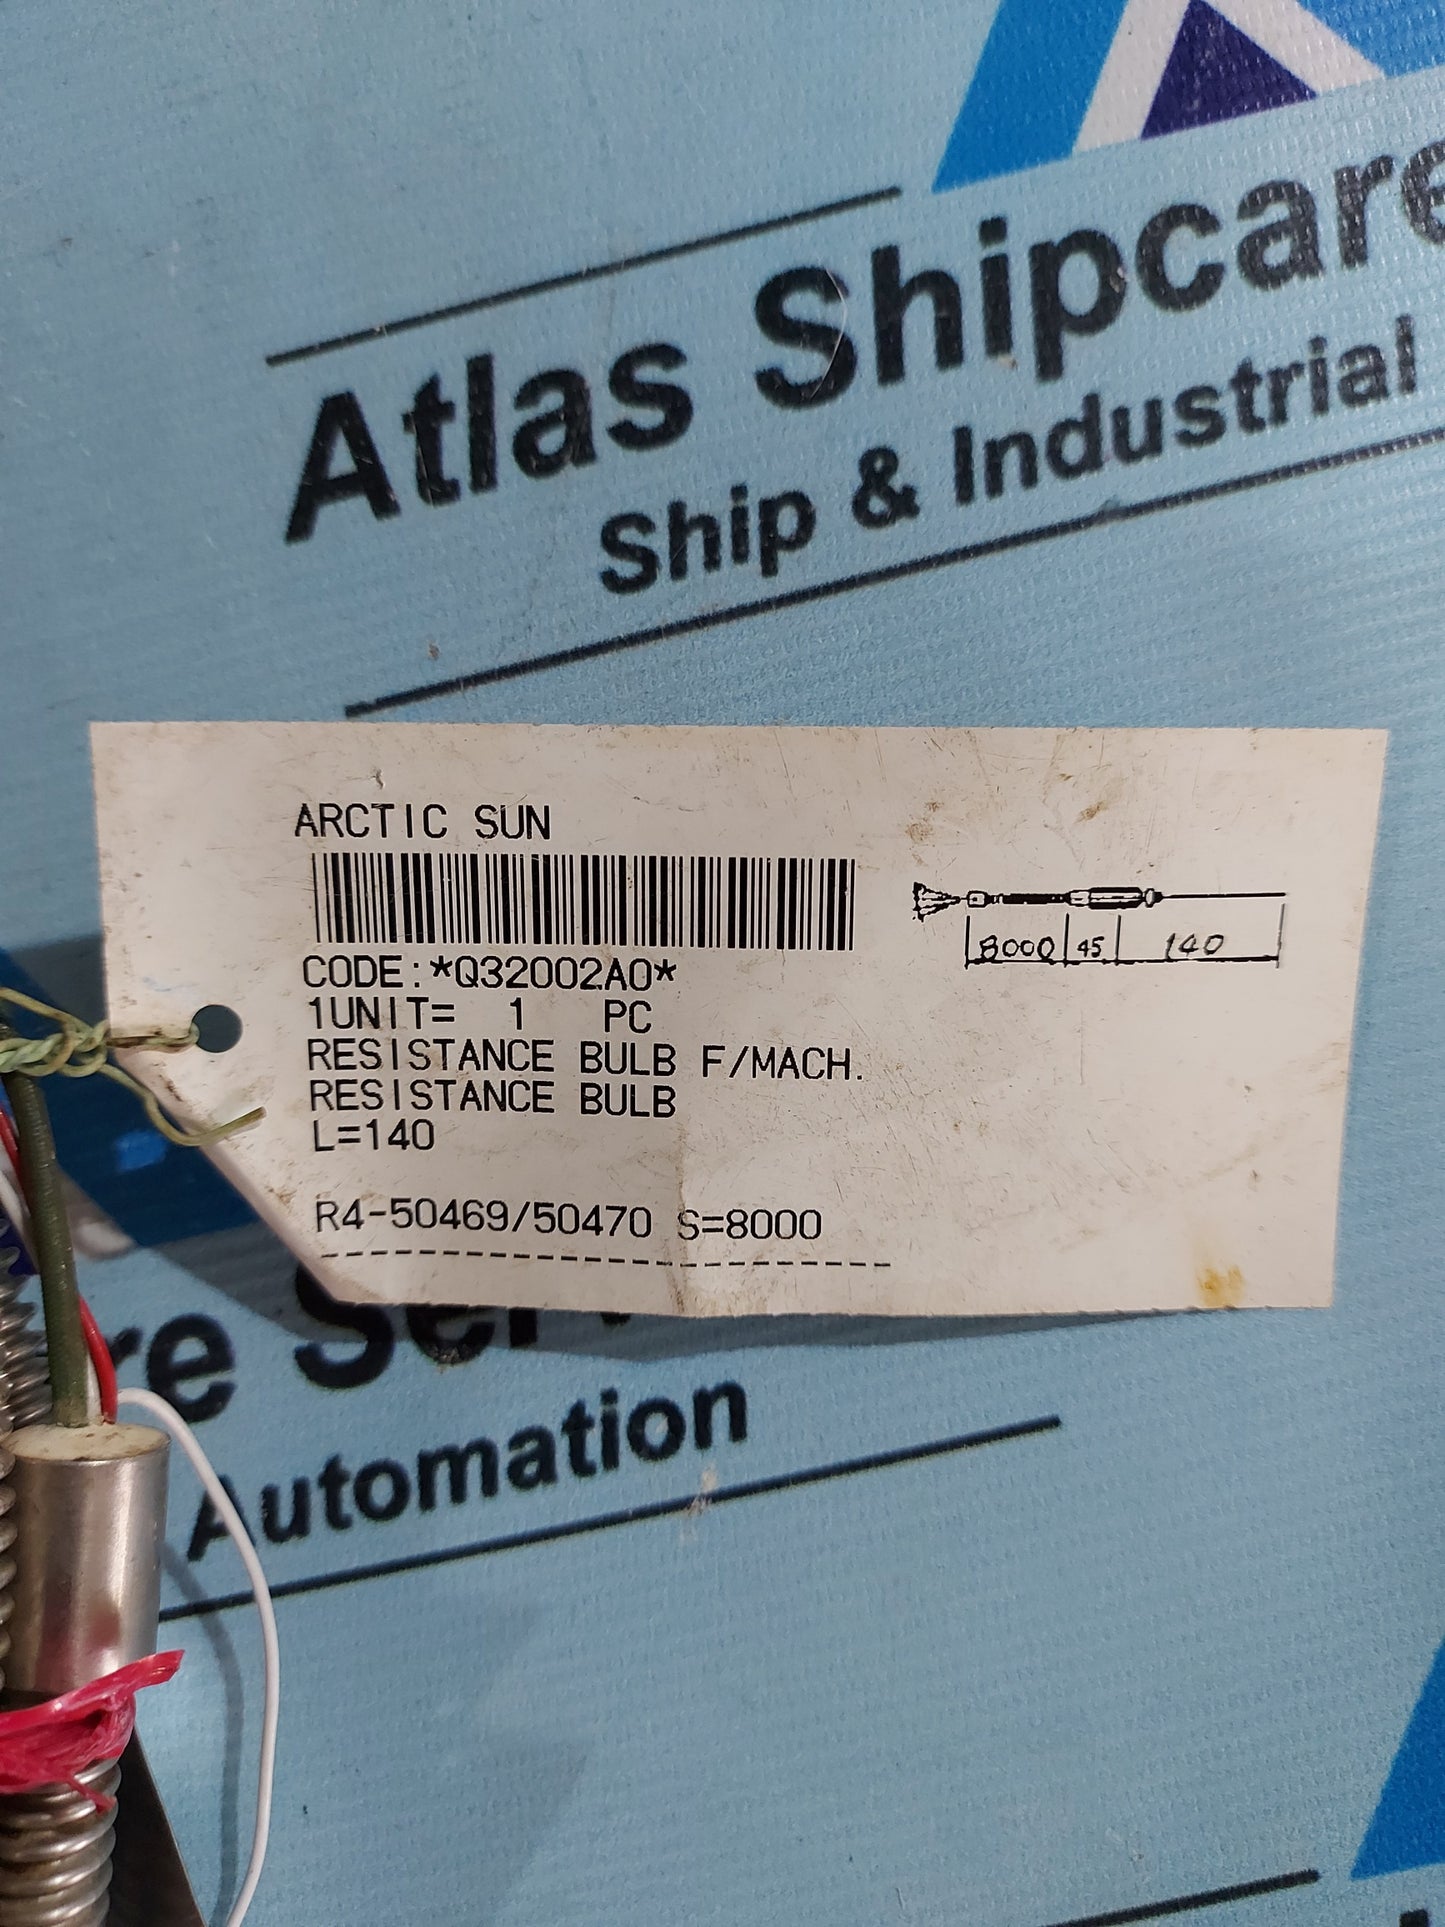 Atlas Shipcare
Ship & Industrial
ARCTIC SUN
CODE:*Q32002A0*
1UNIT= 1 PC
RESISTANCE BULB F/MACH.
RESISTANCE BULB
L=140
R4-50469/50470 S=8000
8000 45 140
Automation